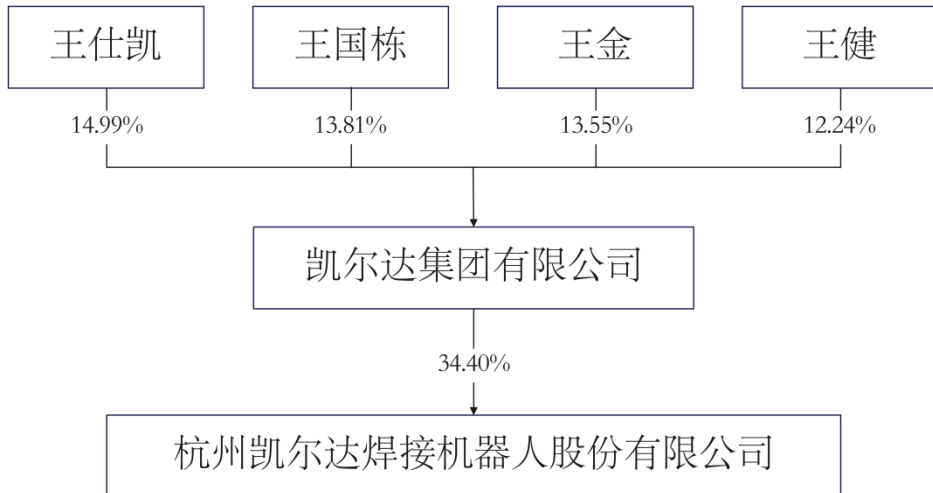 王仕凯
王国栋
王金
王健
14.99%
13.81%
13.55%
12.24%
凯尔达集团有限公司
34.40%
杭州凯尔达焊接机器人股份有限公司